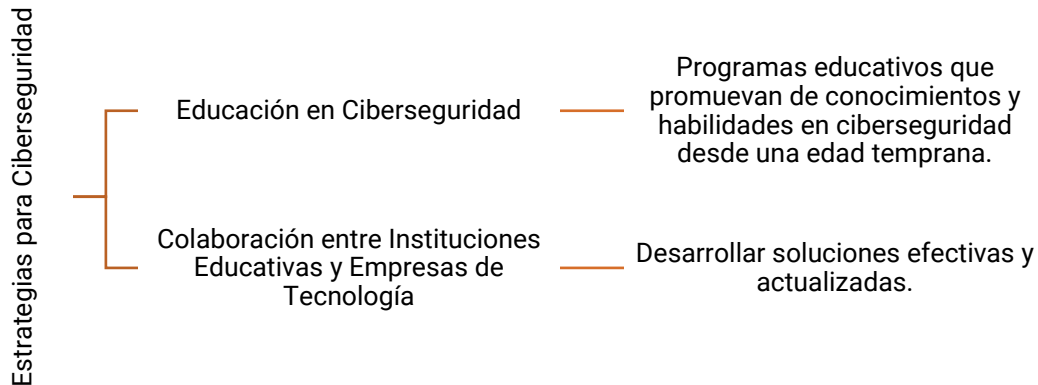 Estrategias para Ciberseguridad
Educación en Ciberseguridad
Programas educativos que
promuevan de conocimientos y
habilidades en ciberseguridad
desde una edad temprana.
Colaboración entre Instituciones
Educativas y Empresas de
Tecnología
Desarrollar soluciones efectivas y
actualizadas.